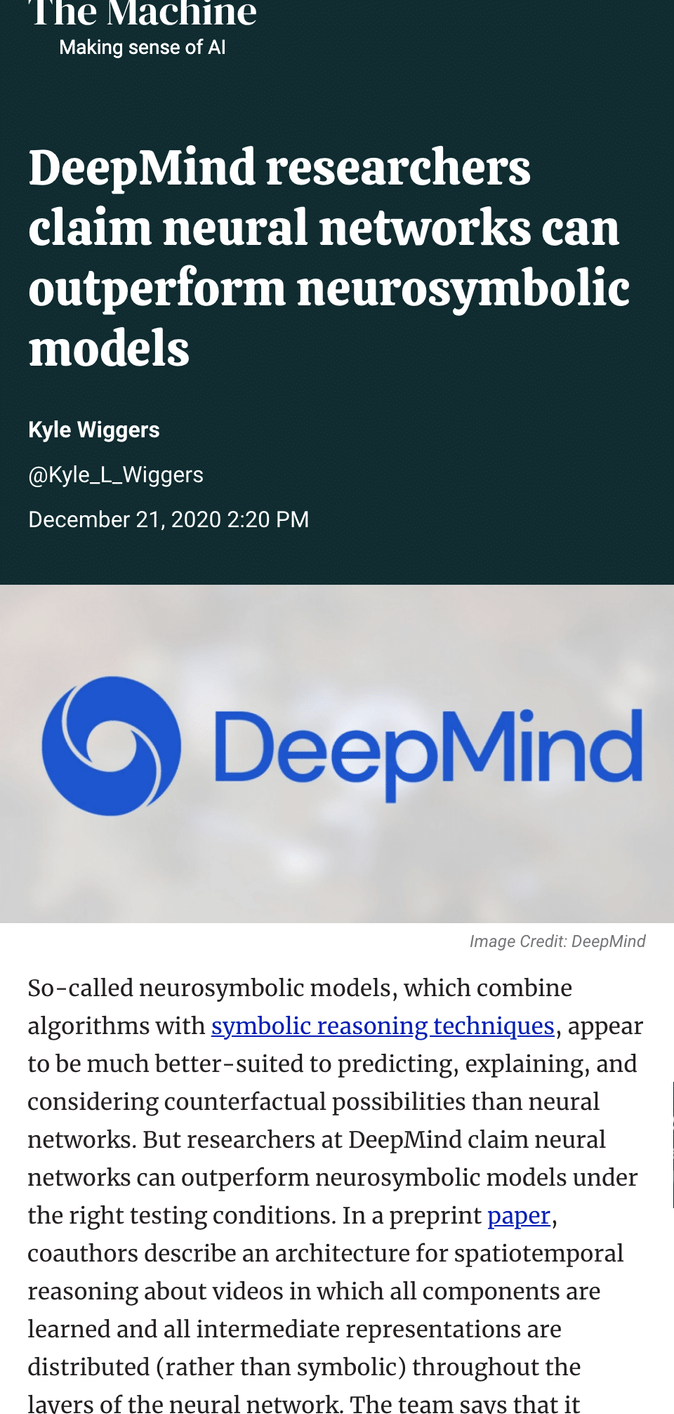 The Machine
Making sense of AI
DeepMind researchers
claim neural networks can
outperform neurosymbolic
models
Kyle Wiggers
@Kyle_L_Wiggers
December 21, 2020 2:20 PM
DeepMind
Image Credit: DeepMind
So-called neurosymbolic models, which combine
algorithms with symbolic reasoning techniques, appear
to be much better-suited to predicting, explaining, and
considering counterfactual possibilities than neural
networks. But researchers at DeepMind claim neural
networks can outperform neurosymbolic models under
the right testing conditions. In a preprint paper,
coauthors describe an architecture for spatiotemporal
reasoning about videos in which all components are
learned and all intermediate representations are
distributed (rather than symbolic) throughout the
layers of the neural network. The team says that it